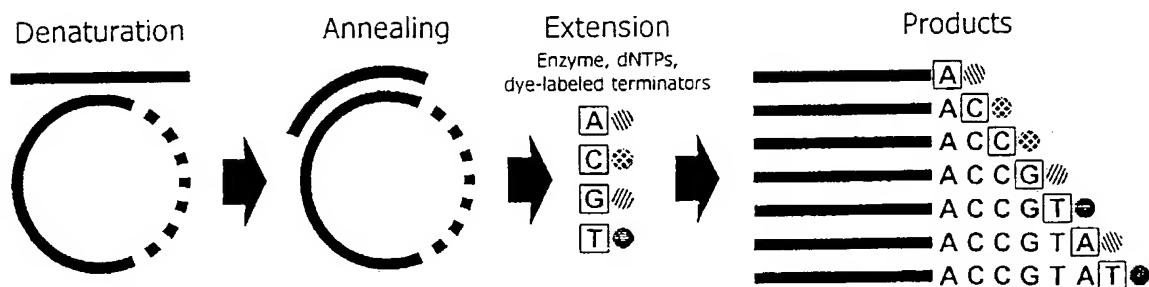 Denaturation
Annealing
Extension
Enzyme, dNTPs,
dye-labeled terminators
A
C
G
T
Products
A
A C
A C C
A C C G
A C C G T
A C C G T A
A C C G T A T